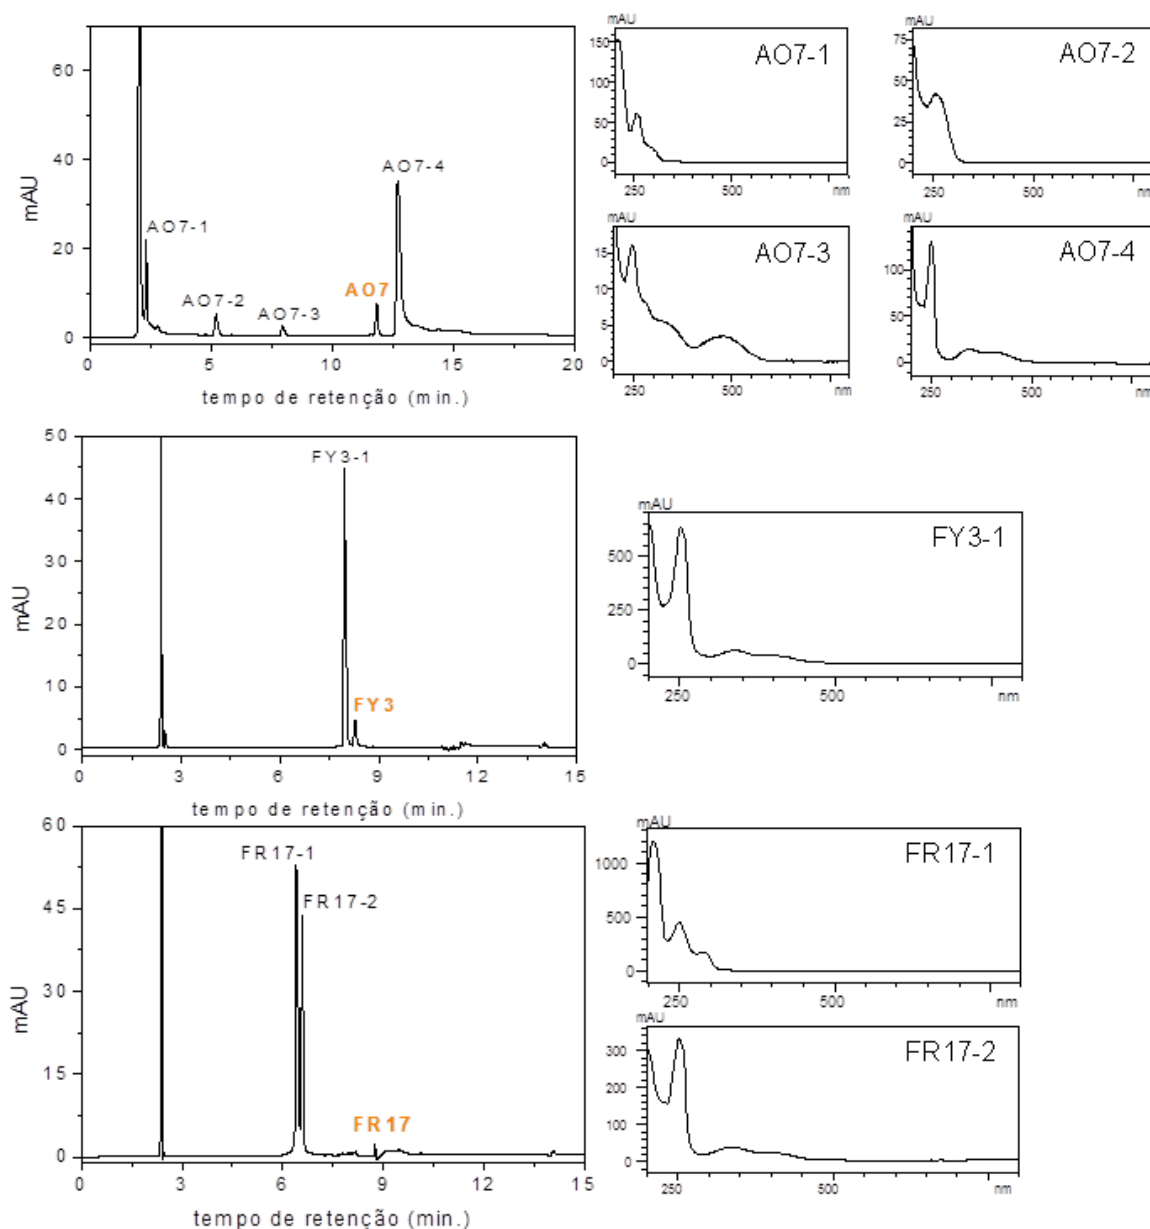 mAU
60
40
20
0
AO7-1
AO7-2
AO7-3
AO7
AO7-4
0 5 10 15 20
tempo de retenção (min.)
mAU
150
100
50
0
AO7-1
250 500 nm
mAU
75
50
25
0
AO7-2
250 500 nm
mAU
15
10
5
0
AO7-3
250 500 nm
mAU
100
50
0
AO7-4
250 500 nm
mAU
50
40
30
20
10
0
FY3-1
FY3
0 3 6 9 12 15
tempo de retenção (min.)
mAU
500
250
0
FY3-1
250 500 nm
mAU
60
45
30
15
0
FR17-1
FR17-2
FR17
0 3 6 9 12 15
tempo de retenção (min.)
mAU
1000
500
0
FR17-1
250 500 nm
mAU
300
200
100
0
FR17-2
250 500 nm